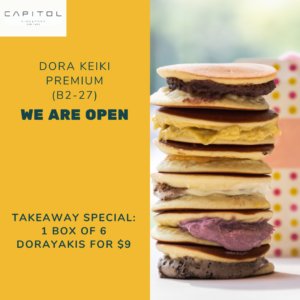 CAPITOL
DORA KEIKI
PREMIUM
(B2-27)
WE ARE OPEN
TAKEAWAY SPECIAL:
1 BOX OF 6
DORAYAKIS FOR $9